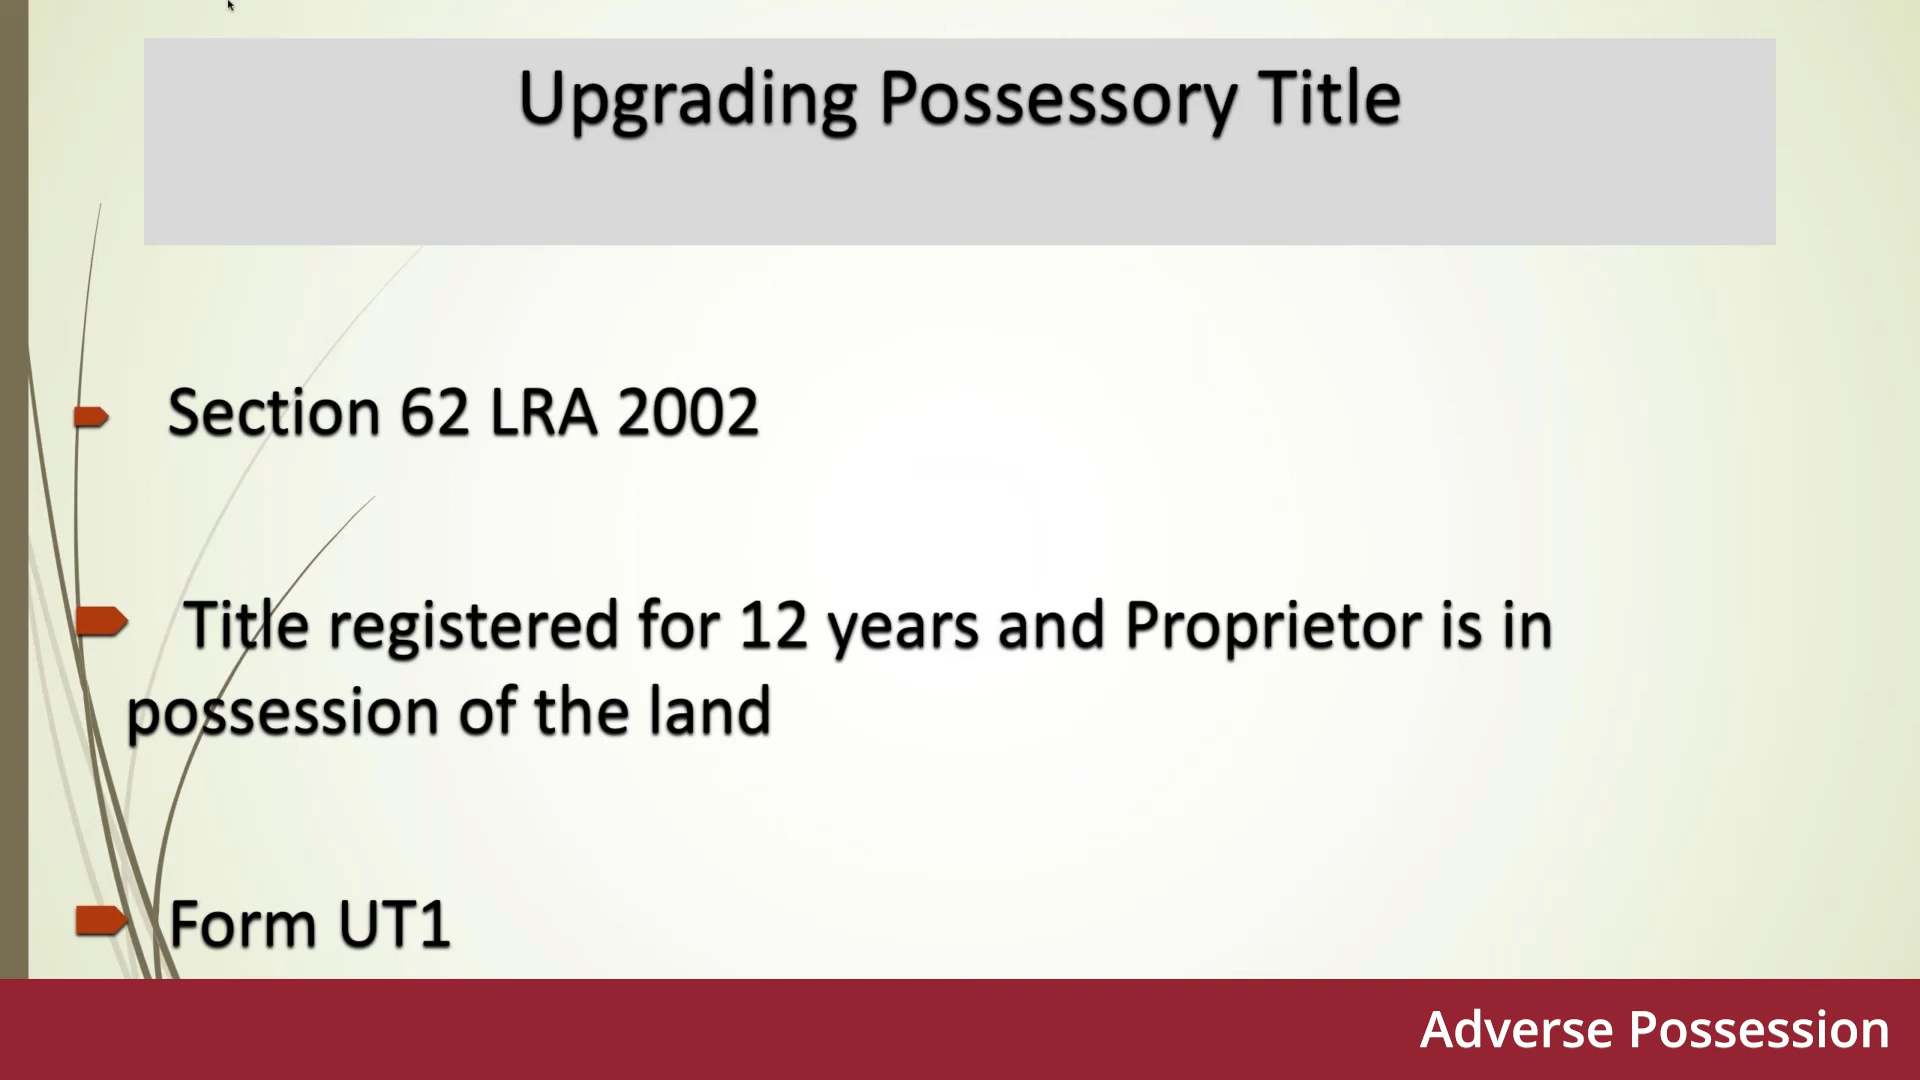 Upgrading Possessory Title
Section 62 LRA 2002
Title registered for 12 years and Proprietor is in
possession of the land
Form UT1
Adverse Possession